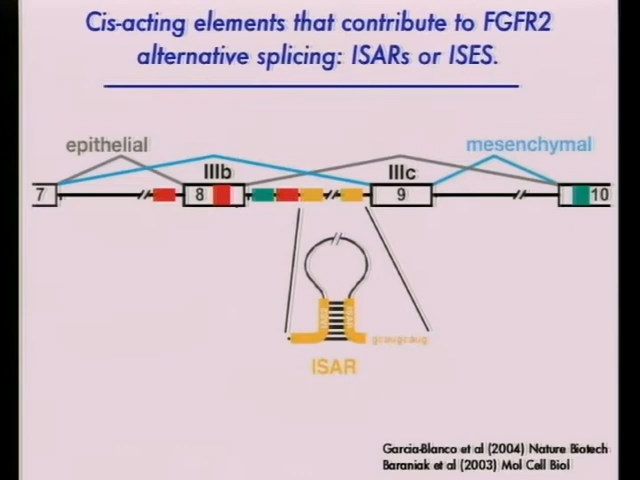 Cis-acting elements that contribute to FGFR2
alternative splicing: ISARs or ISES.
epithelial mesenchymal
IIIb IIIc
7 8 9 10
gcaugcaug
ISAR
Garcia-Blanco et al (2004) Nature Biotech
Baraniak et al (2003) Mol Cell Biol